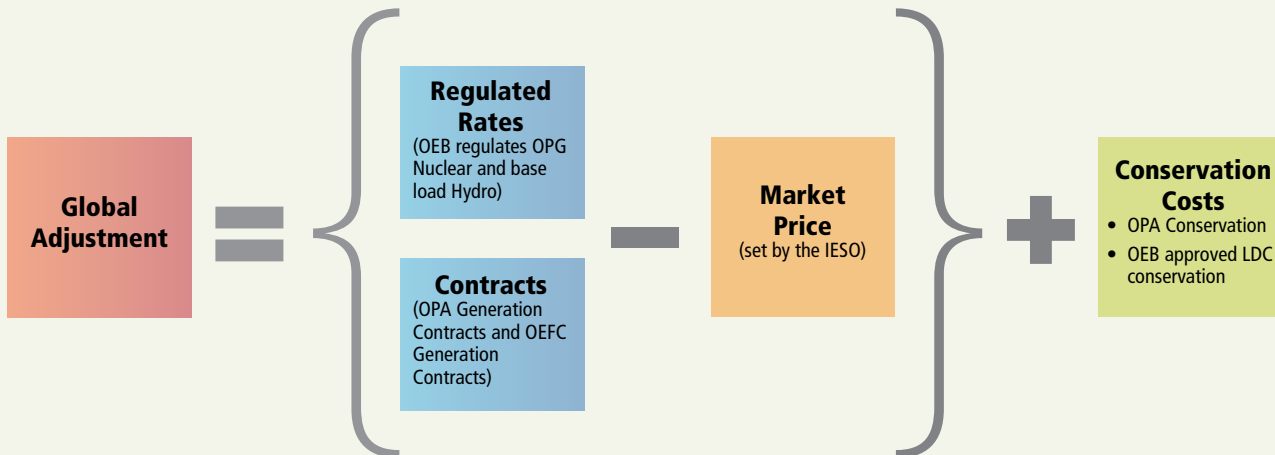 Global
Adjustment
Regulated
Rates
(OEB regulates OPG
Nuclear and base
load Hydro)
Contracts
(OPA Generation
Contracts and OEFC
Generation
Contracts)
Market
Price
(set by the IESO)
Conservation
Costs
• OPA Conservation
• OEB approved LDC
conservation